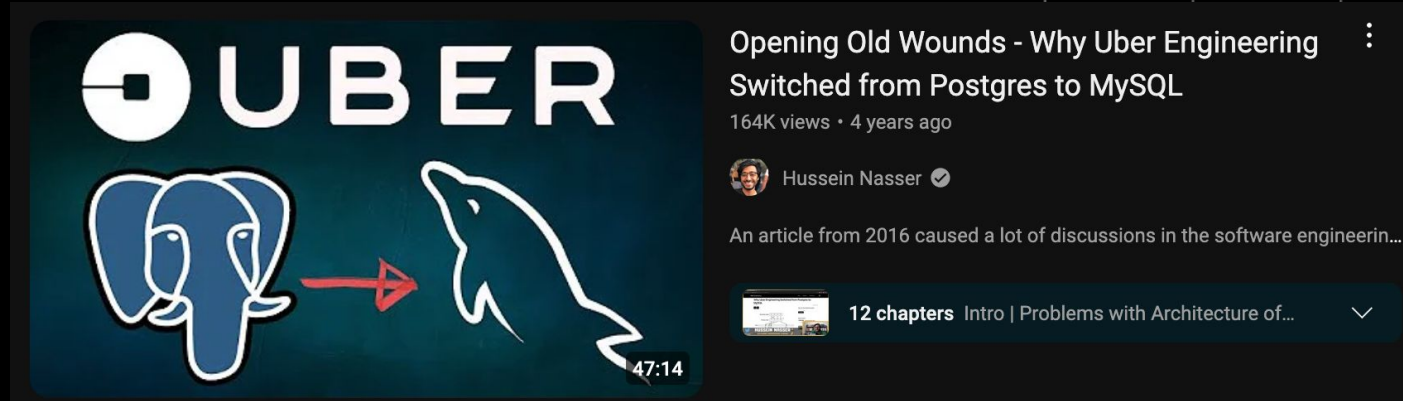 UBER
47:14
Opening Old Wounds - Why Uber Engineering
Switched from Postgres to MySQL
164K views • 4 years ago
Hussein Nasser
An article from 2016 caused a lot of discussions in the software engineerin...
12 chapters Intro | Problems with Architecture of...